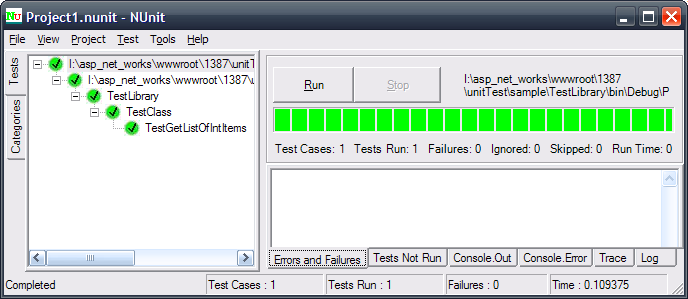 Project1.nunit - NUnit
File View Project Test Tools Help
Tests
Categories
I:\asp_net_works\wwwroot\1387\unitT
I:\asp_net_works\wwwroot\1387\u
TestLibrary
TestClass
TestGetListOfIntItems
Run
Stop
I:\asp_net_works\wwwroot\1387
\unitTest\sample\TestLibrary\bin\Debug\P
Test Cases: 1 Tests Run: 1 Failures: 0 Ignored: 0 Skipped: 0 Run Time: 0
Errors and Failures Tests Not Run Console.Out Console.Error Trace Log
Completed Test Cases : 1 Tests Run : 1 Failures : 0 Time : 0.109375